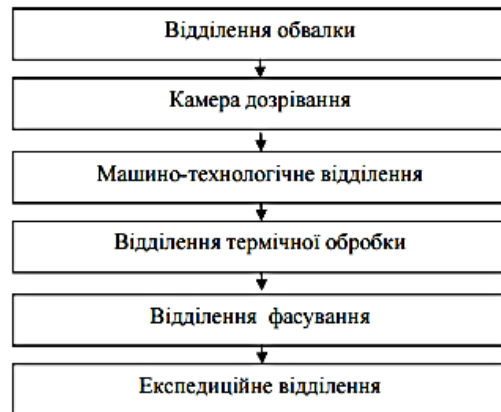 Відділення обвалки
Камера дозрівання
Машино-технологічне відділення
Відділення термічної обробки
Відділення фасування
Експедиційне відділення